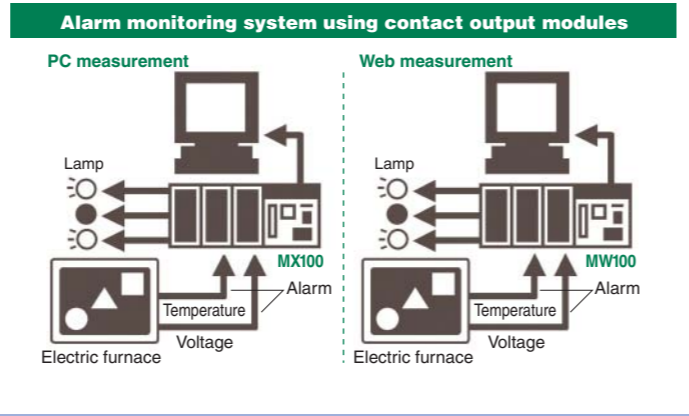 Alarm monitoring system using contact output modules
PC measurement
Lamp
MX100
Alarm
Temperature
Voltage
Electric furnace
Web measurement
Lamp
MW100
Alarm
Temperature
Voltage
Electric furnace